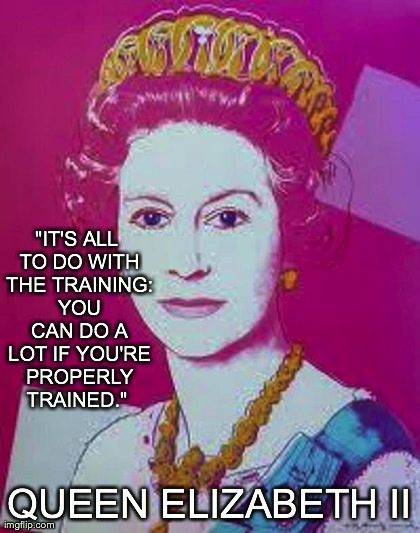 "IT'S ALL
TO DO WITH
THE TRAINING:
YOU
CAN DO A
LOT IF YOU'RE
PROPERLY
TRAINED."
QUEEN ELIZABETH II
imgflip.com